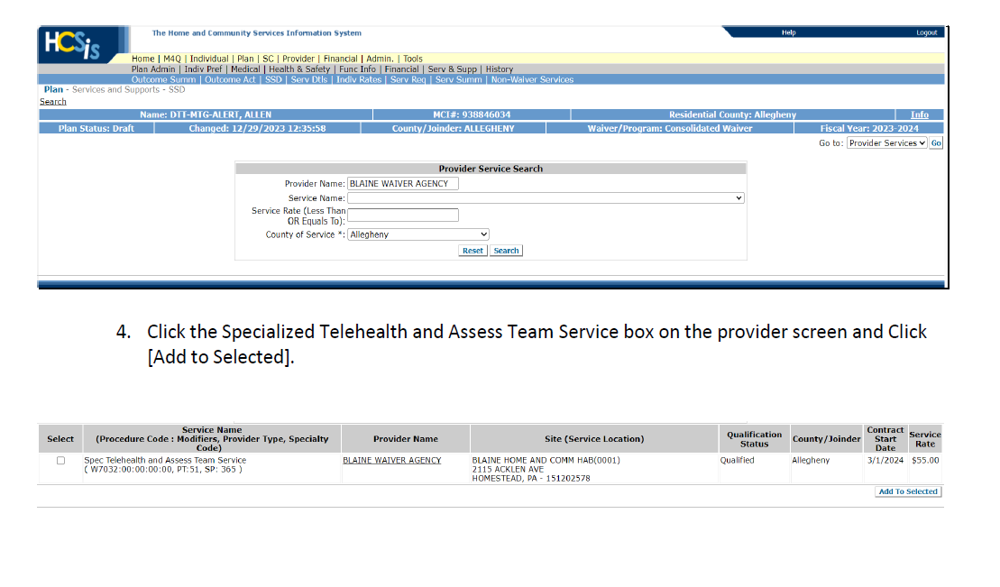 HCSis
The Home and Community Services Information System
Help
Logout
Home | M4Q | Individual | Plan | SC | Provider | Financial | Admin. | Tools
Plan Admin | Indiv Pref | Medical | Health & Safety | Func Info | Financial | Serv & Supp | History
Outcome Summ | Outcome Act | SSD | Serv Dtls | Indiv Rates | Serv Req | Serv Summ | Non-Waiver Services
Plan - Services and Supports - SSD
Search
Name: DTT-MTG-ALERT, ALLEN MCI#: 938846034 Residential County: Allegheny Info
Plan Status: Draft Changed: 12/29/2023 12:35:58 County/Joinder: ALLEGHENY Waiver/Program: Consolidated Waiver Fiscal Year: 2023-2024
Go to: Provider Services Go
Provider Service Search
Provider Name: BLAINE WAIVER AGENCY
Service Name:
Service Rate (Less Than
OR Equals To):
County of Service *: Allegheny
Reset Search
4. Click the Specialized Telehealth and Assess Team Service box on the provider screen and Click
[Add to Selected].
Select
Service Name
(Procedure Code : Modifiers, Provider Type, Specialty
Code)
Provider Name
Site (Service Location)
Qualification
Status
County/Joinder
Contract
Start
Date
Service
Rate
Spec Telehealth and Assess Team Service
( W7032:00:00:00:00, PT:51, SP: 365 )
BLAINE WAIVER AGENCY
BLAINE HOME AND COMM HAB(0001)
2115 ACKLEN AVE
HOMESTEAD, PA - 151202578
Qualified
Allegheny
3/1/2024
$55.00
Add To Selected